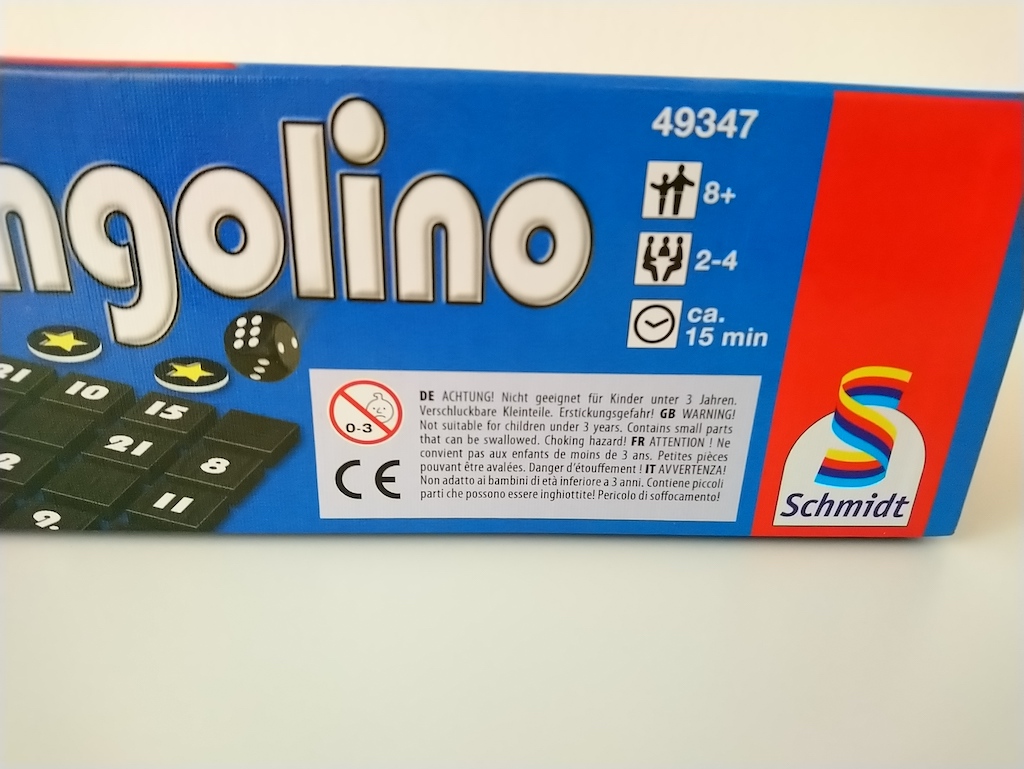 ngolino
49347
8+
2-4
ca.
15 min
21
10
15
21
8
2
11
9.
0-3
CE
DE ACHTUNG! Nicht geeignet für Kinder unter 3 Jahren.
Verschluckbare Kleinteile. Erstickungsgefahr! GB WARNING!
Not suitable for children under 3 years. Contains small parts
that can be swallowed. Choking hazard! FR ATTENTION ! Ne
convient pas aux enfants de moins de 3 ans. Petites pièces
pouvant être avalées. Danger d'étouffement ! IT AVVERTENZA!
Non adatto ai bambini di età inferiore a 3 anni. Contiene piccoli
parti che possono essere inghiottite! Pericolo di soffocamento!
Schmidt